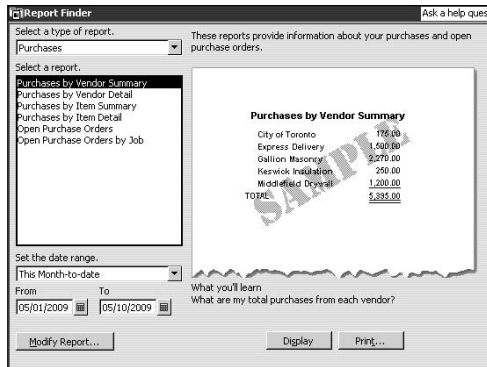 Report Finder
Ask a help ques
Select a type of report.
Purchases
These reports provide information about your purchases and open
purchase orders.
Select a report.
Purchases by Vendor Summary
Purchases by Vendor Detail
Purchases by Item Summary
Purchases by Item Detail
Open Purchase Orders
Open Purchase Orders by Job
Purchases by Vendor Summary
City of Toronto 175.00
Express Delivery 1,500.00
Gallion Masonry 2,270.00
Keswick Insulation 250.00
Middlefield Drywall 1,200.00
TOTAL 5,395.00
SAMPLE
Set the date range.
This Month-to-date
From To
05/01/2009 05/10/2009
What you'll learn
What are my total purchases from each vendor?
Modify Report...
Display
Print...